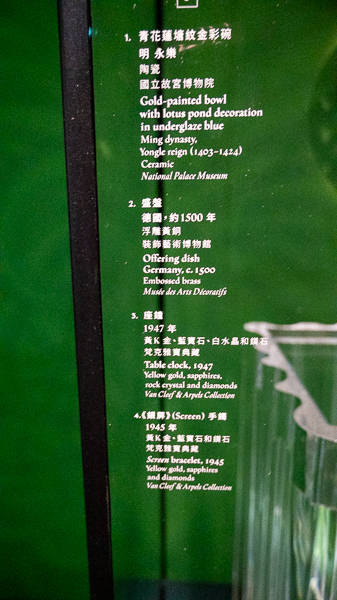 1. 青花蓮塘紋金彩碗
明 永樂
陶瓷
國立故宮博物院
Gold-painted bowl
with lotus pond decoration
in underglaze blue
Ming dynasty,
Yongle reign (1403–1424)
Ceramic
National Palace Museum
2. 盛盤
德國,約 1500 年
浮雕黃銅
裝飾藝術博物館
Offering dish
Germany, c. 1500
Embossed brass
Musée des Arts Décoratifs
3. 座鐘
1947 年
黃K金、藍寶石、白水晶和鑽石
梵克雅寶典藏
Table clock, 1947
Yellow gold, sapphires,
rock crystal and diamonds
Van Cleef & Arpels Collection
4.《鏤屏》(Screen) 手鐲
1945 年
黃K金、藍寶石和鑽石
梵克雅寶典藏
Screen bracelet, 1945
Yellow gold, sapphires
and diamonds
Van Cleef & Arpels Collection